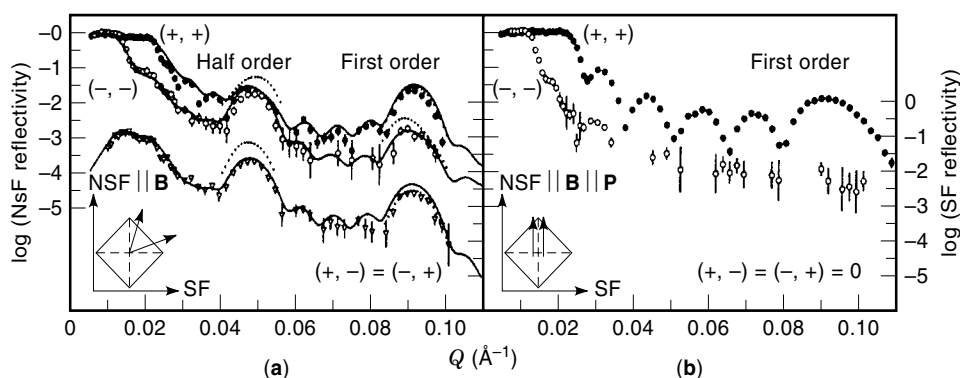 log (NsF reflectivity)
–0
–1
–2
–3
–4
–5
(+, +)
Half order
First order
(–, –)
NSF || B
SF
(+, –) = (–, +)
0 0.02 0.04 0.06 0.08 0.10
(a)
(+, +)
First order
(–, –)
NSF || B || P
SF
(+, –) = (–, +) = 0
0.02 0.04 0.06 0.08 0.10
(b)
0
–1
–2
–3
–4
–5
log (SF reflectivity)
Q (Å–1)